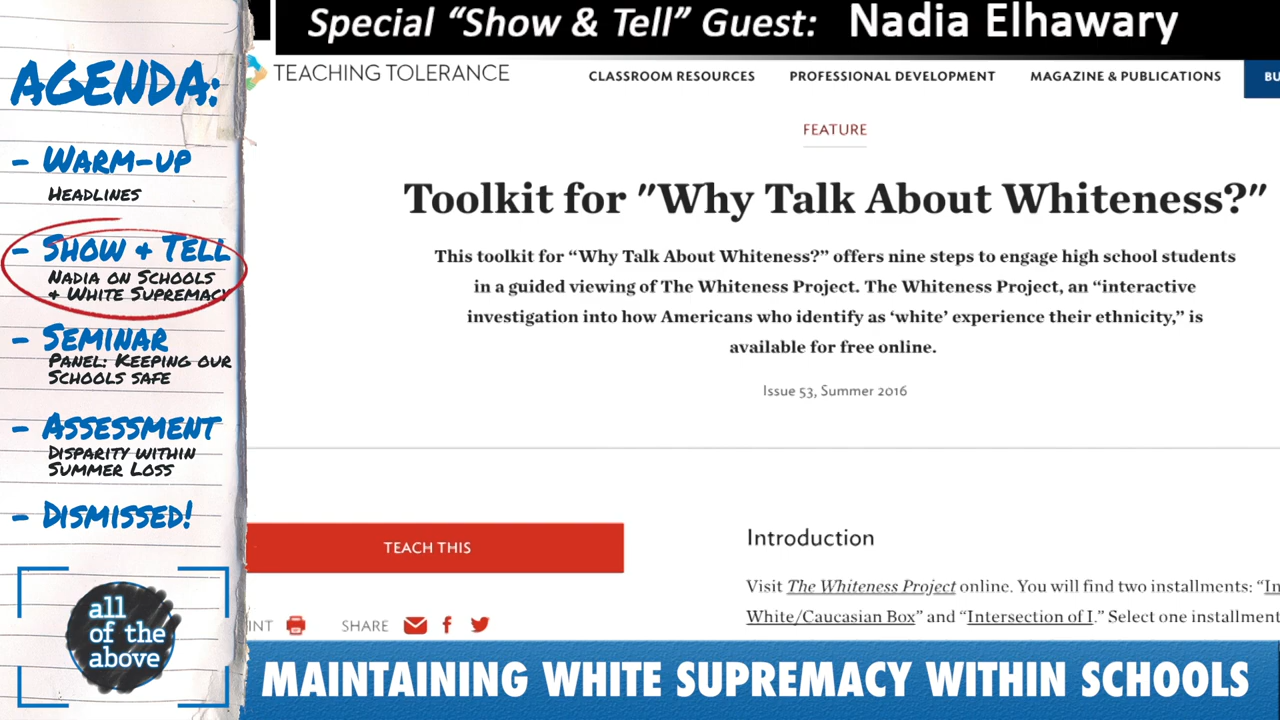 Special “Show & Tell” Guest: Nadia Elhawary
AGENDA:
- WARM-UP
HEADLINES
- SHOW + TELL
NADIA ON SCHOOLS
+ WHITE SUPREMACY
- SEMINAR
PANEL: KEEPING OUR
SCHOOLS SAFE
- ASSESSMENT
DISPARITY WITHIN
SUMMER LOSS
- DISMISSED!
all
of the
above
TEACHING TOLERANCE
CLASSROOM RESOURCES PROFESSIONAL DEVELOPMENT MAGAZINE & PUBLICATIONS BU
FEATURE
Toolkit for "Why Talk About Whiteness?"
This toolkit for “Why Talk About Whiteness?” offers nine steps to engage high school students
in a guided viewing of The Whiteness Project. The Whiteness Project, an “interactive
investigation into how Americans who identify as ‘white’ experience their ethnicity,” is
available for free online.
Issue 53, Summer 2016
TEACH THIS
INT SHARE
Introduction
Visit The Whiteness Project online. You will find two installments: “In
White/Caucasian Box” and “Intersection of I.” Select one installment
MAINTAINING WHITE SUPREMACY WITHIN SCHOOLS